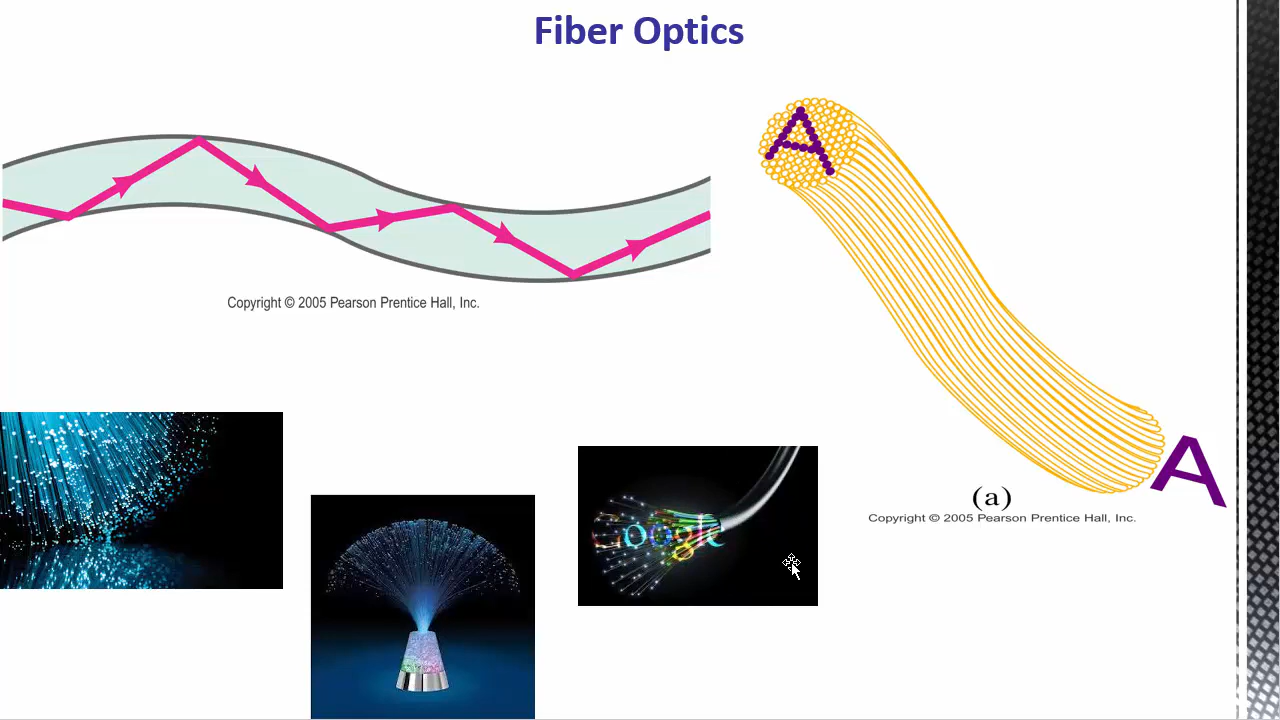 Fiber Optics
A
Copyright © 2005 Pearson Prentice Hall, Inc.
A
(a)
Copyright © 2005 Pearson Prentice Hall, Inc.
Google